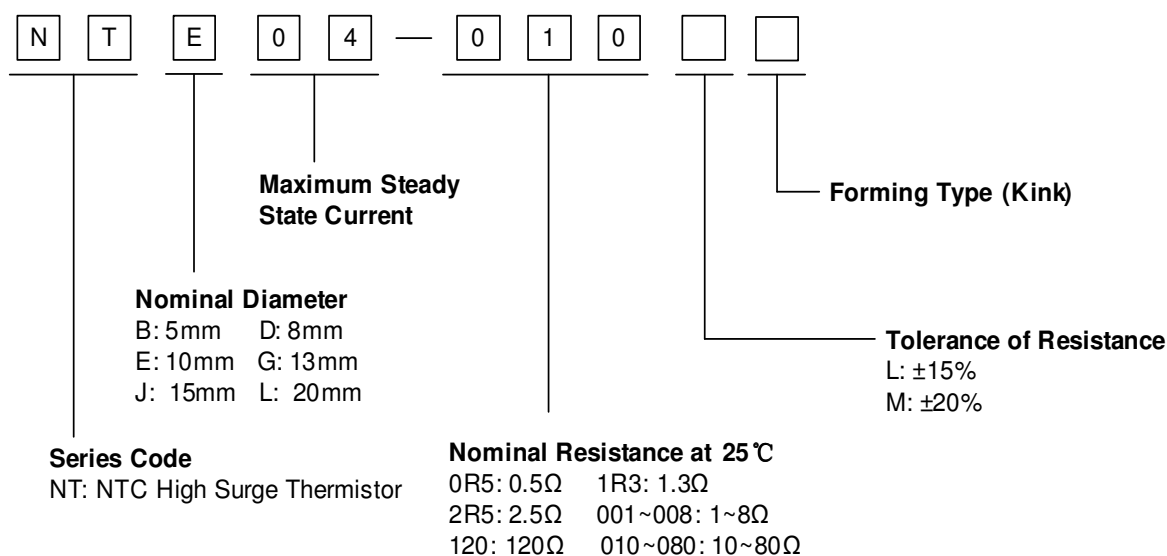 N T E 0 4 — 0 1 0
Maximum Steady
State Current
Forming Type (Kink)
Nominal Diameter
B: 5mm D: 8mm
E: 10mm G: 13mm
J: 15mm L: 20mm
Tolerance of Resistance
L: ±15%
M: ±20%
Series Code
NT: NTC High Surge Thermistor
Nominal Resistance at 25℃
0R5: 0.5Ω 1R3: 1.3Ω
2R5: 2.5Ω 001~008: 1~8Ω
120: 120Ω 010~080: 10~80Ω